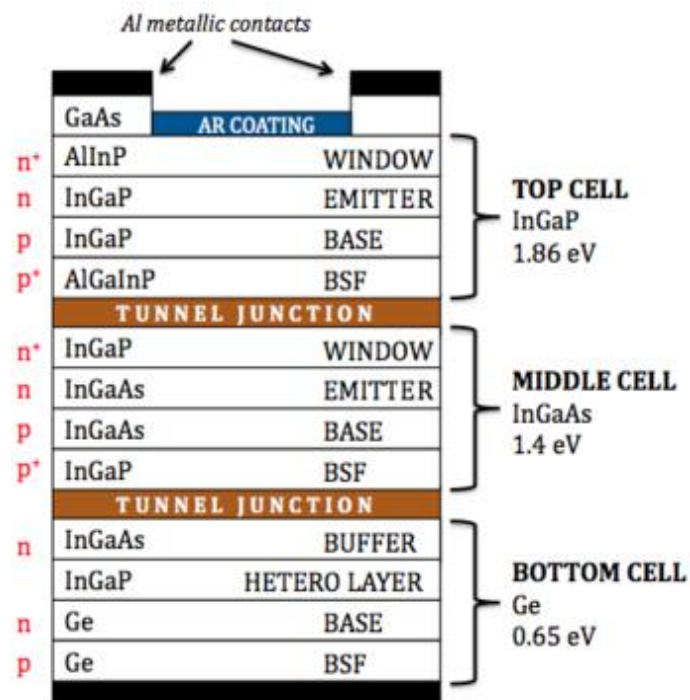 Al metallic contacts
GaAs
AR COATING
n⁺ AlInP WINDOW
n InGaP EMITTER
p InGaP BASE
p⁺ AlGaInP BSF
TOP CELL
InGaP
1.86 eV
TUNNEL JUNCTION
n⁺ InGaP WINDOW
n InGaAs EMITTER
p InGaAs BASE
p⁺ InGaP BSF
MIDDLE CELL
InGaAs
1.4 eV
TUNNEL JUNCTION
n InGaAs BUFFER
InGaP HETERO LAYER
n Ge BASE
p Ge BSF
BOTTOM CELL
Ge
0.65 eV